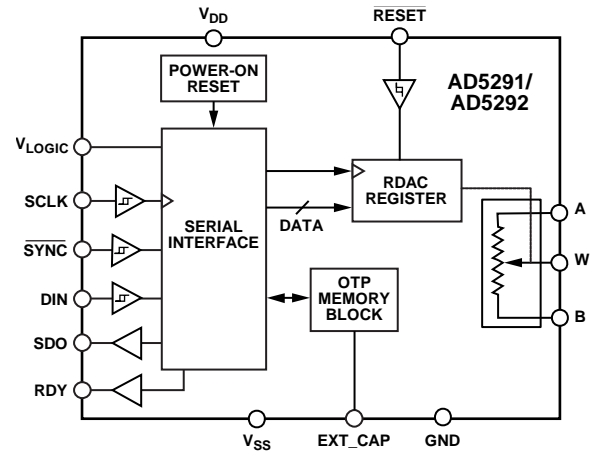 VDD
RESET
POWER-ON
RESET
AD5291/
AD5292
VLOGIC
SCLK
SYNC
DIN
SDO
RDY
SERIAL
INTERFACE
DATA
RDAC
REGISTER
OTP
MEMORY
BLOCK
A
W
B
VSS
EXT_CAP
GND